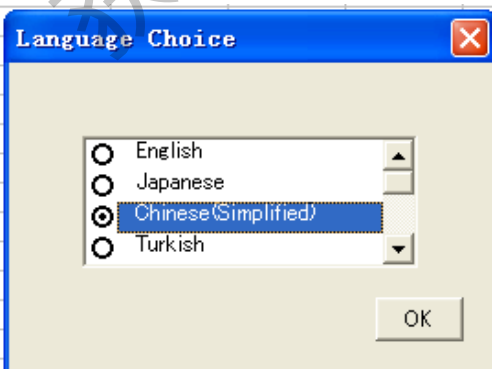 Language Choice
English
Japanese
Chinese(Simplified)
Turkish
OK